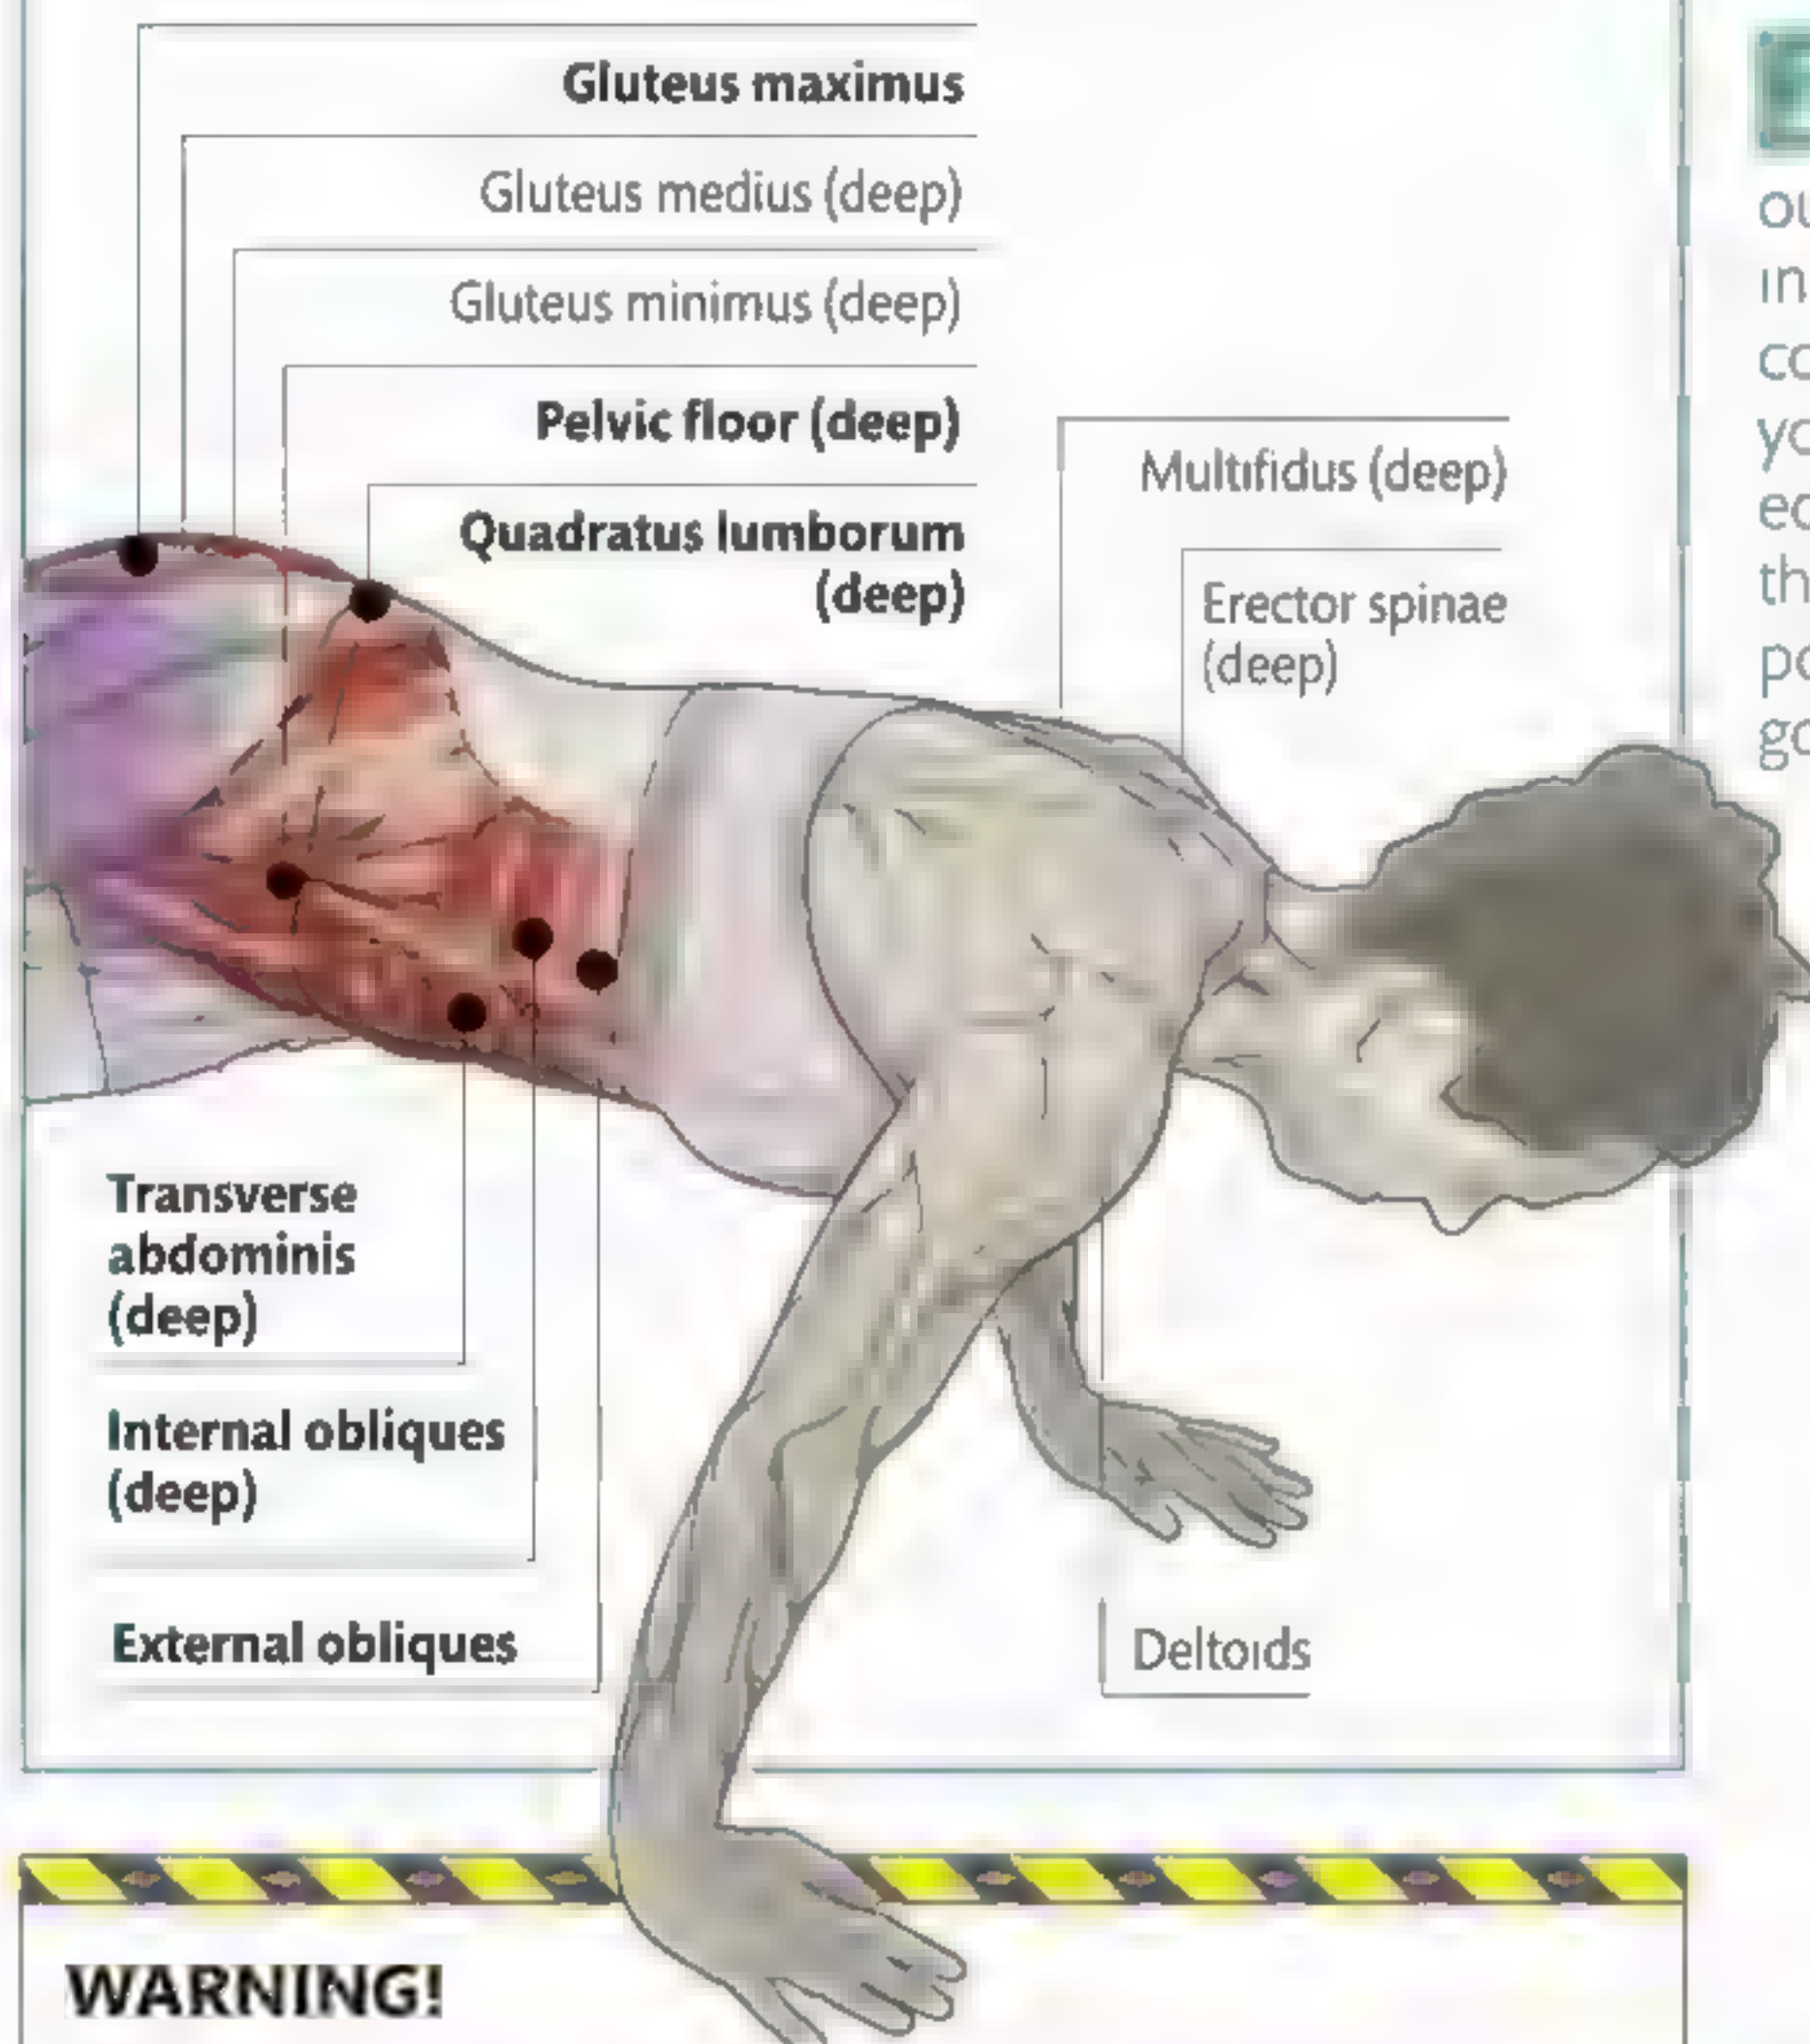 Gluteus maximus
Gluteus medius (deep)
Gluteus minimus (deep)
Pelvic floor (deep)
Quadratus lumborum
(deep)
Multifidus (deep)
Erector spinae
(deep)
Transverse
abdominis
(deep)
Internal obliques
(deep)
External obliques
Deltoids
WARNING!